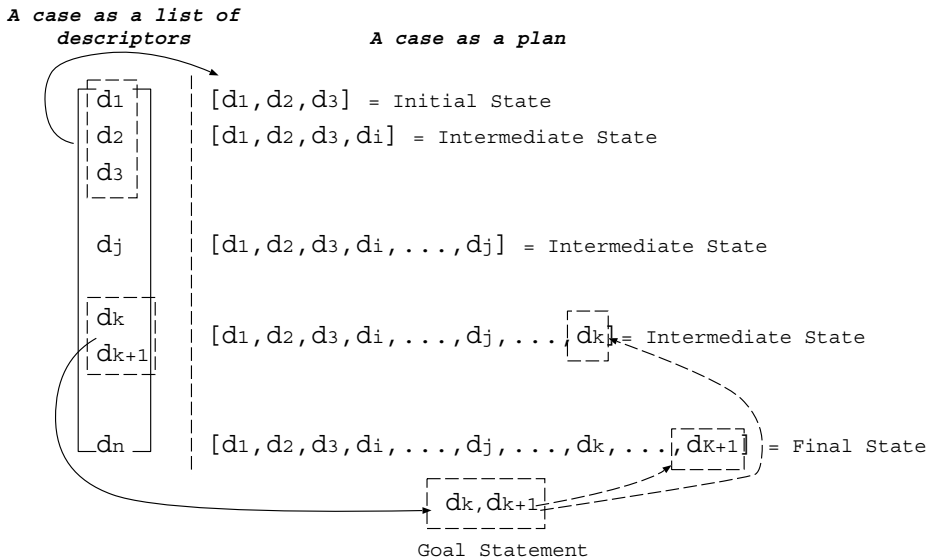 A case as a list of
descriptors
A case as a plan
d1
[d1,d2,d3] = Initial State
d2
[d1,d2,d3,di] = Intermediate State
d3
dj
[d1,d2,d3,di,...,dj] = Intermediate State
dk
[d1,d2,d3,di,...,dj,...,dk] = Intermediate State
dk+1
dn
[d1,d2,d3,di,...,dj,...,dk,...,dK+1] = Final State
dk,dk+1
Goal Statement